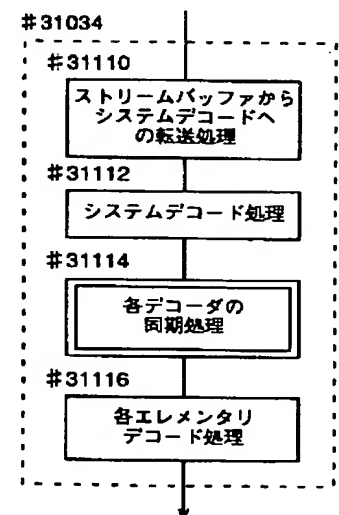 #31034
#31110
ストリームバッファから
システムデコードへ
の転送処理
#31112
システムデコード処理
#31114
各デコーダの
同期処理
#31116
各エレメンタリ
デコード処理